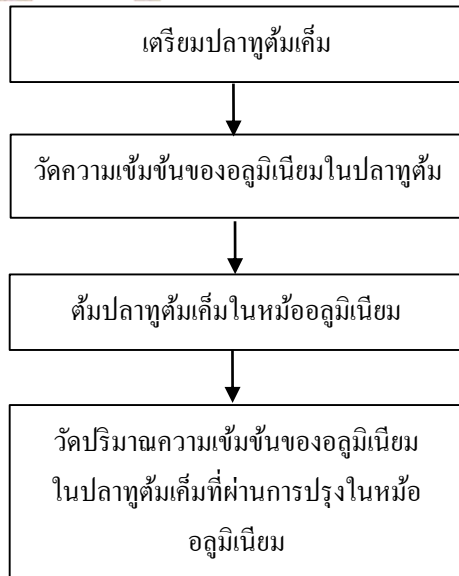 เตรียมปลาทูต้มเค็ม
วัดความเข้มข้นของอลูมิเนียมในปลาทูต้ม
ต้มปลาทูต้มเค็มในหม้ออลูมิเนียม
วัดปริมาณความเข้มข้นของอลูมิเนียม
ในปลาทูต้มเค็มที่ผ่านการปรุงในหม้อ
อลูมิเนียม